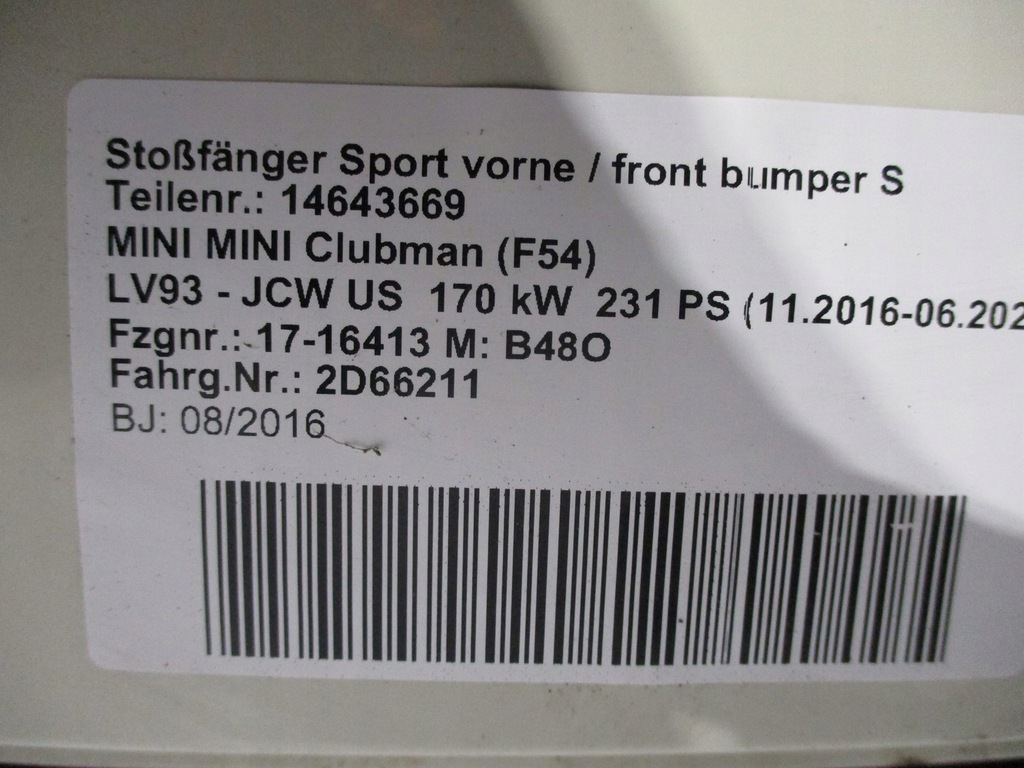 Stoßfänger Sport vorne / front bumper S
Teilenr.: 14643669
MINI MINI Clubman (F54)
LV93 - JCW US 170 kW 231 PS (11.2016-06.202
Fzgnr.: 17-16413 M: B48O
Fahrg.Nr.: 2D66211
BJ: 08/2016